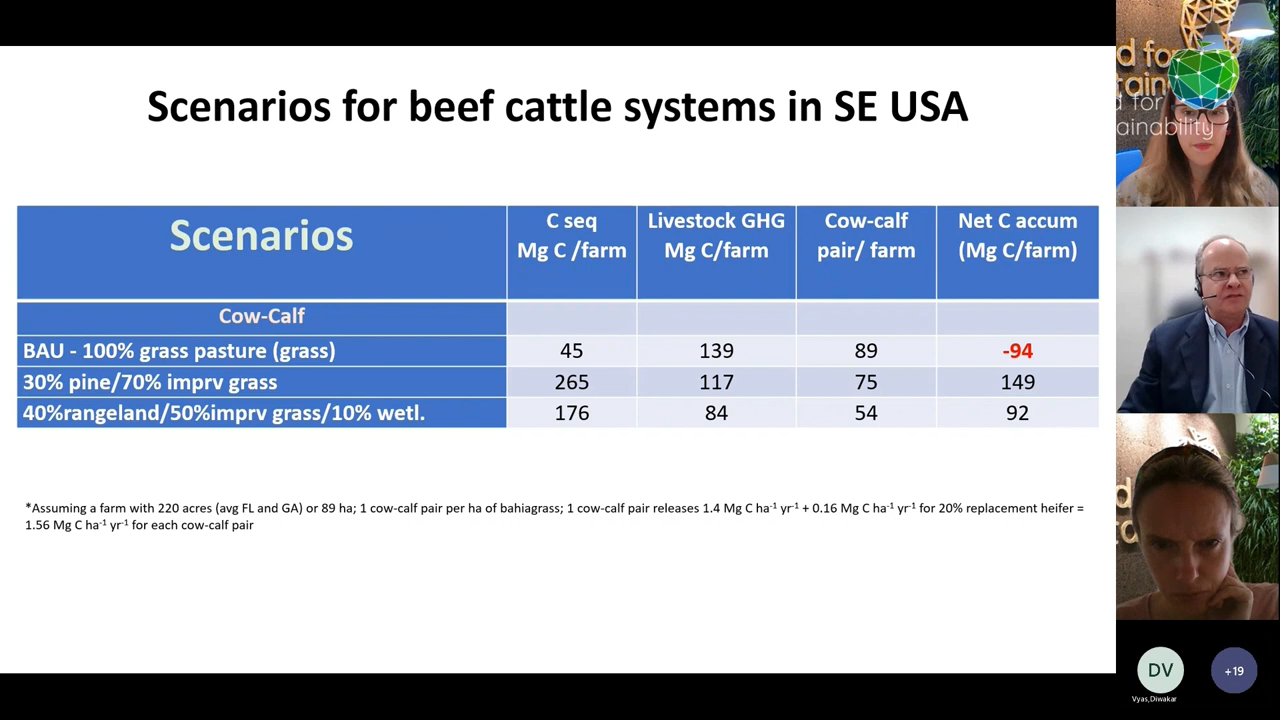 Scenarios for beef cattle systems in SE USA
Scenarios C seq Mg C /farm Livestock GHG Mg C/farm Cow-calf pair/ farm Net C accum (Mg C/farm)
Cow-Calf
BAU - 100% grass pasture (grass) 45 139 89 -94
30% pine/70% imprv grass 265 117 75 149
40%rangeland/50%imprv grass/10% wetl. 176 84 54 92
*Assuming a farm with 220 acres (avg FL and GA) or 89 ha; 1 cow-calf pair per ha of bahiagrass; 1 cow-calf pair releases 1.4 Mg C ha⁻¹ yr⁻¹ + 0.16 Mg C ha⁻¹ yr⁻¹ for 20% replacement heifer =
1.56 Mg C ha⁻¹ yr⁻¹ for each cow-calf pair
d for
tain
d for
ainability
DV
Vyas,Diwakar
+19